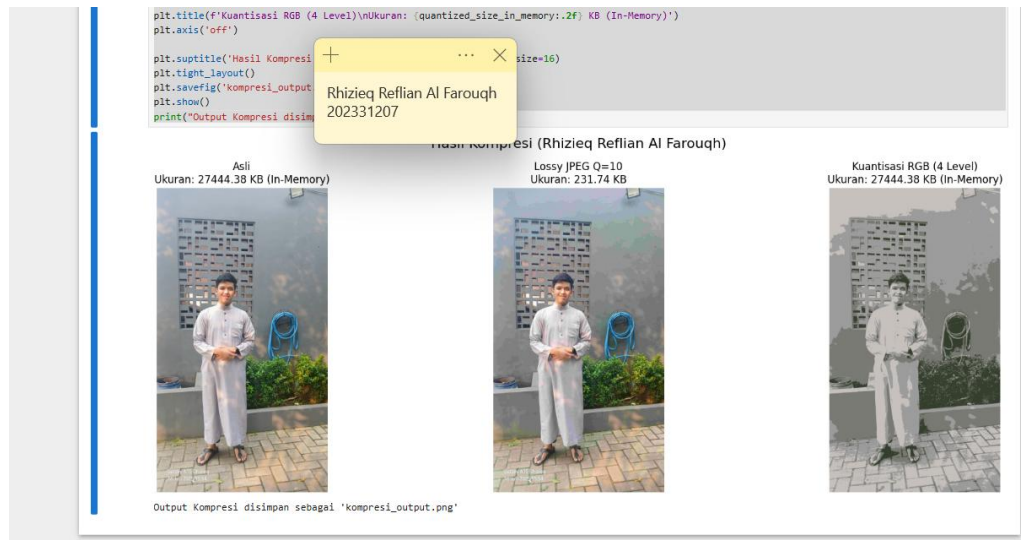 plt.title(f'Kuantisasi RGB (4 Level)\nUkuran: {quantized_size_in_memory:.2f} KB (In-Memory)')
plt.axis('off')
plt.suptitle('Hasil Kompresi
size=16)
plt.tight_layout()
plt.savefig('kompresi_output
plt.show()
print("Output Kompresi disim
Rhizieq Reflian Al Farouqh
202331207
Hasil Kompresi (Rhizieq Reflian Al Farouqh)
Asli
Ukuran: 27444.38 KB (In-Memory)
Lossy JPEG Q=10
Ukuran: 231.74 KB
Kuantisasi RGB (4 Level)
Ukuran: 27444.38 KB (In-Memory)
Output Kompresi disimpan sebagai 'kompresi_output.png'